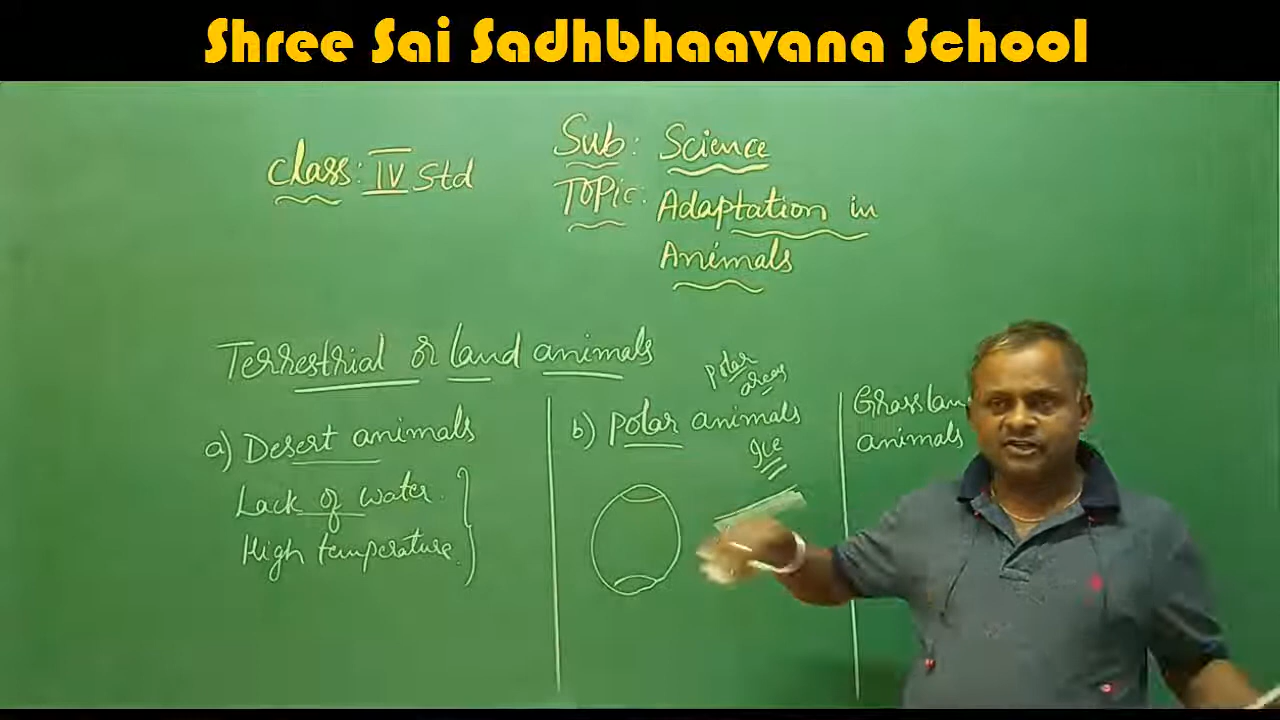 Shree Sai Sadhbhaavana School
Class: IV Std
Sub: Science
Topic: Adaptation in
Animals
Terrestrial or land animals
a) Desert animals
Lack of water
High temperature.
b) Polar animals
Polar
areas
Ice
Grasslan
animals